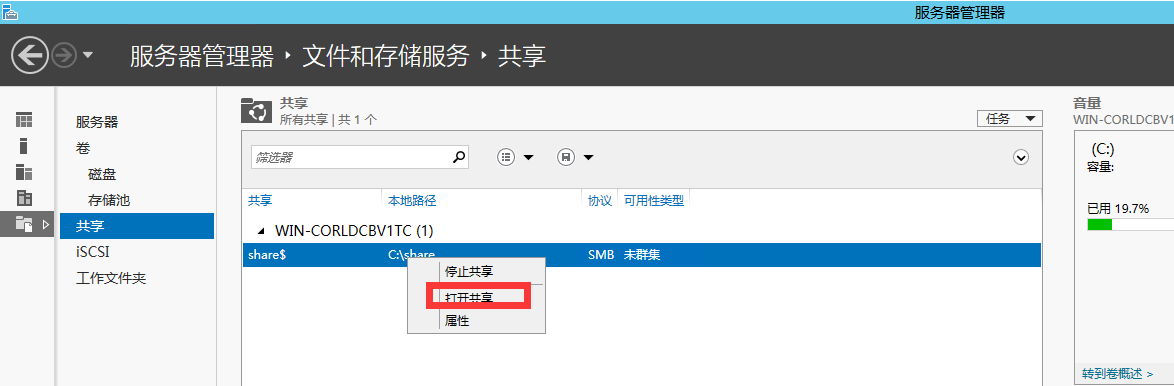 服务器管理器
服务器管理器 · 文件和存储服务 · 共享
服务器
卷
磁盘
存储池
共享
iSCSI
工作文件夹
共享
所有共享 | 共 1 个
任务
筛选器
共享 本地路径 协议 可用性类型
WIN-CORLDCBV1TC (1)
share$ C:\share SMB 未群集
停止共享
打开共享
属性
音量
WIN-CORLDCBV1
(C:)
容量:
已用 19.7%
转到卷概述 >